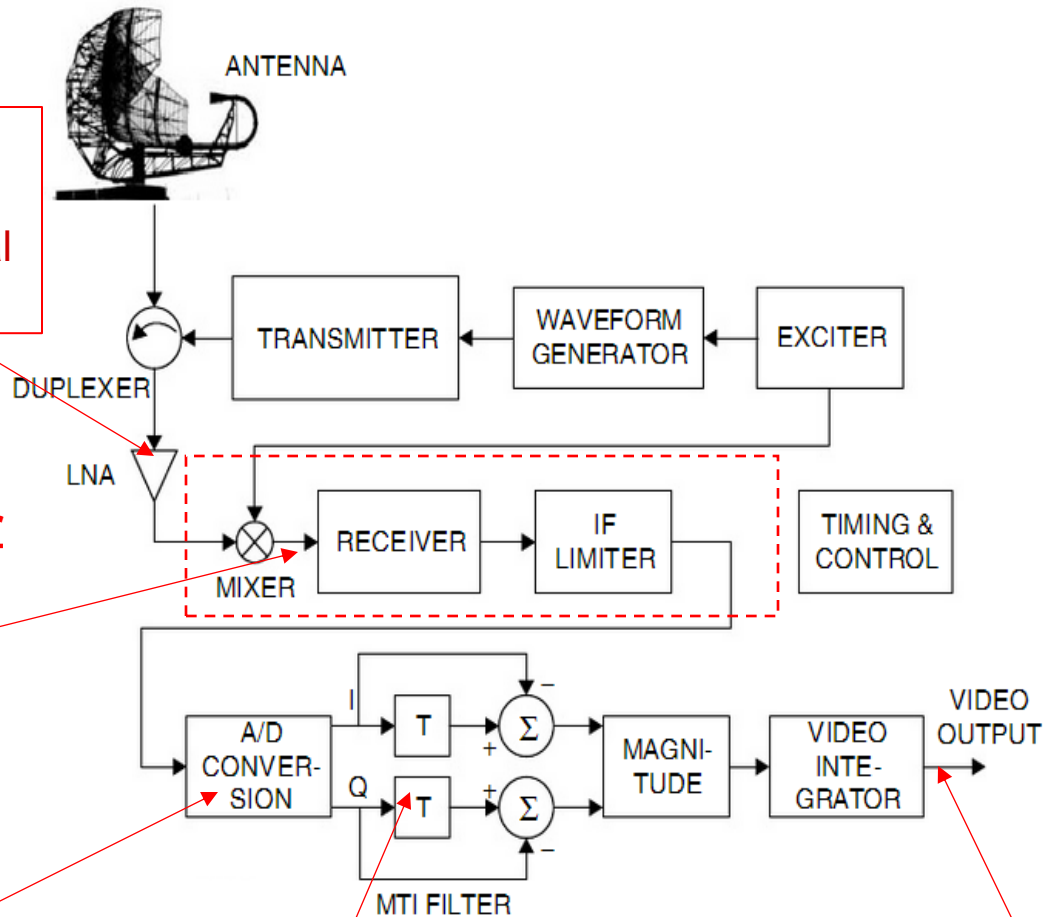 ANTENNA
TRANSMITTER
WAVEFORM
GENERATOR
EXCITER
DUPLEXER
LNA
MIXER
RECEIVER
IF
LIMITER
TIMING &
CONTROL
A/D
CONVER-
SION
I
Q
T
T
+
−
Σ
+
−
Σ
MTI FILTER
MAGNI-
TUDE
VIDEO
INTE-
GRATOR
VIDEO
OUTPUT